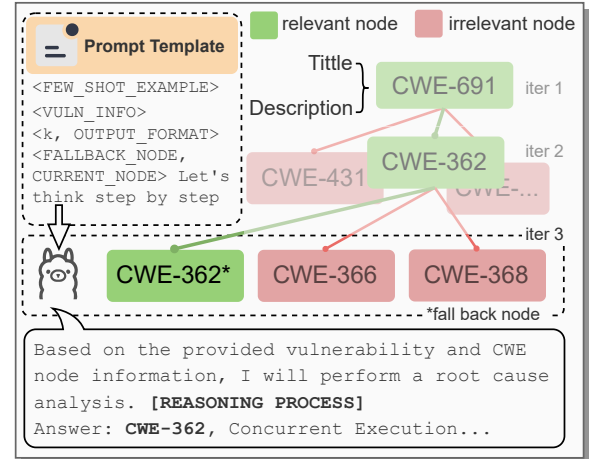 Prompt Template
<FEW_SHOT_EXAMPLE>
<VULN_INFO>
<k, OUTPUT_FORMAT>
<FALLBACK_NODE,
CURRENT_NODE> Let's
think step by step
relevant node
irrelevant node
Tittle
Description
CWE-691
iter 1
CWE-431
CWE-362
CWE-...
iter 2
iter 3
CWE-362*
CWE-366
CWE-368
*fall back node
Based on the provided vulnerability and CWE
node information, I will perform a root cause
analysis. [REASONING PROCESS]
Answer: CWE-362, Concurrent Execution...